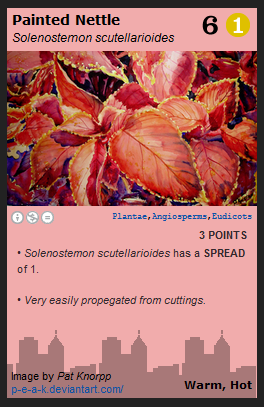 Painted Nettle 6 1
Solenostemon scutellarioides
Plantae, Angiosperms, Eudicots
3 POINTS
• Solenostemon scutellarioides has a SPREAD
of 1.
• Very easily propegated from cuttings.
Image by Pat Knorpp
p-e-a-k.deviantart.com/
Warm, Hot